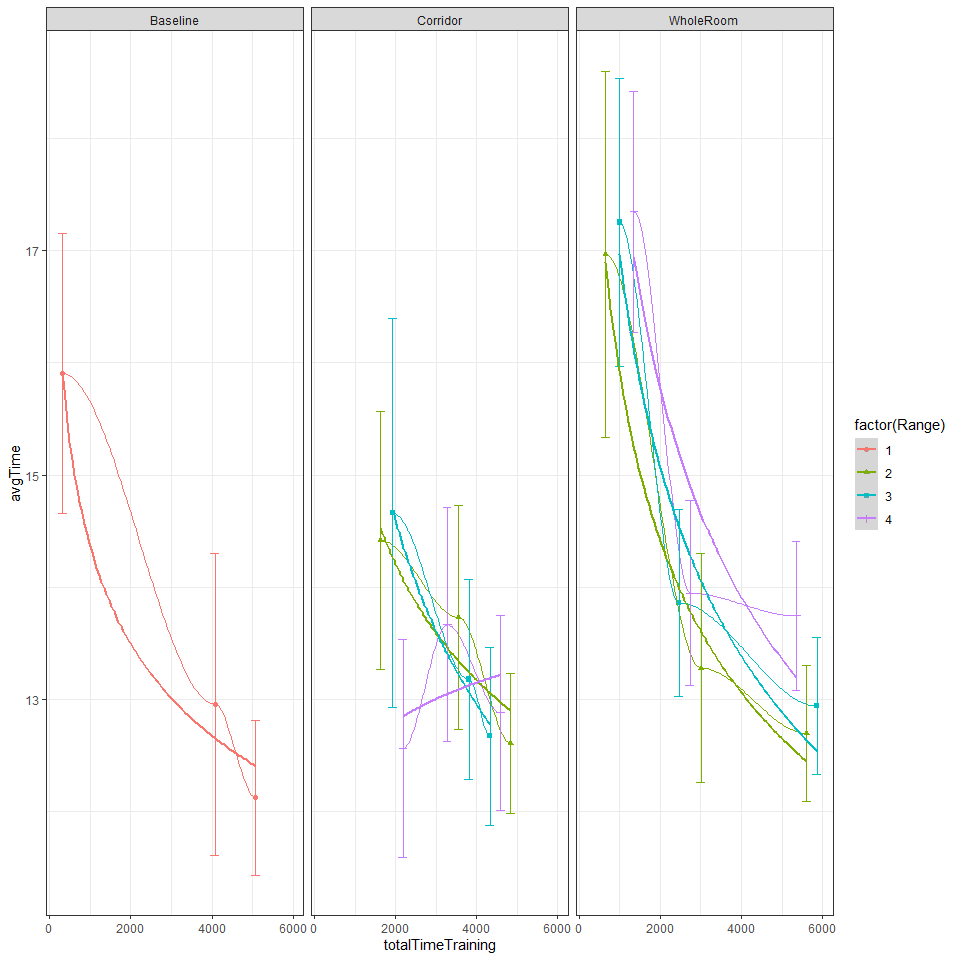 Baseline
Corridor
WholeRoom
17
15
13
avgTime
0 2000 4000 6000
0 2000 4000 6000
0 2000 4000 6000
totalTimeTraining
factor(Range)
1
2
3
4